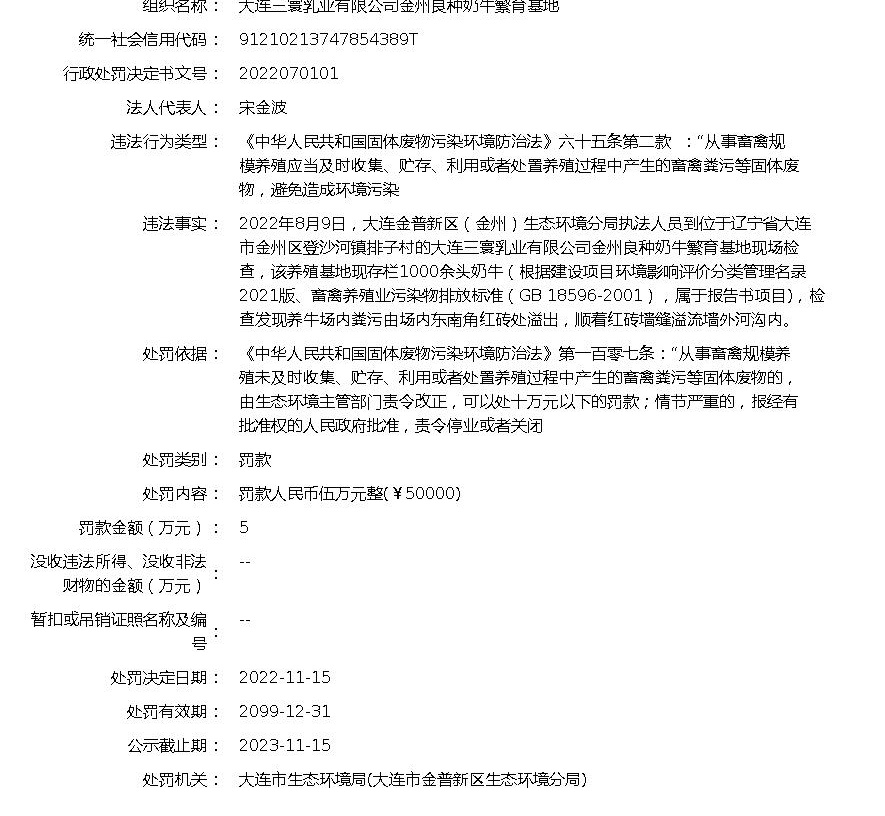 组织名称： 大连三寰乳业有限公司金州良种奶牛繁育基地
统一社会信用代码： 91210213747854389T
行政处罚决定书文号： 2022070101
法人代表人： 宋金波
违法行为类型： 《中华人民共和国固体废物污染环境防治法》六十五条第二款 ：“从事畜禽规
模养殖应当及时收集、贮存、利用或者处置养殖过程中产生的畜禽粪污等固体废
物，避免造成环境污染
违法事实： 2022年8月9日，大连金普新区（金州）生态环境分局执法人员到位于辽宁省大连
市金州区登沙河镇排子村的大连三寰乳业有限公司金州良种奶牛繁育基地现场检
查，该养殖基地现存栏1000余头奶牛（根据建设项目环境影响评价分类管理名录
2021版、畜禽养殖业污染物排放标准（GB 18596-2001），属于报告书项目)，检
查发现养牛场内粪污由场内东南角红砖处溢出，顺着红砖墙缝溢流墙外河沟内。
处罚依据： 《中华人民共和国固体废物污染环境防治法》第一百零七条：“从事畜禽规模养
殖未及时收集、贮存、利用或者处置养殖过程中产生的畜禽粪污等固体废物的，
由生态环境主管部门责令改正，可以处十万元以下的罚款；情节严重的，报经有
批准权的人民政府批准，责令停业或者关闭
处罚类别： 罚款
处罚内容： 罚款人民币伍万元整(￥50000)
罚款金额（万元）： 5
没收违法所得、没收非法
财物的金额（万元）： --
暂扣或吊销证照名称及编
号： --
处罚决定日期： 2022-11-15
处罚有效期： 2099-12-31
公示截止期： 2023-11-15
处罚机关： 大连市生态环境局(大连市金普新区生态环境分局)